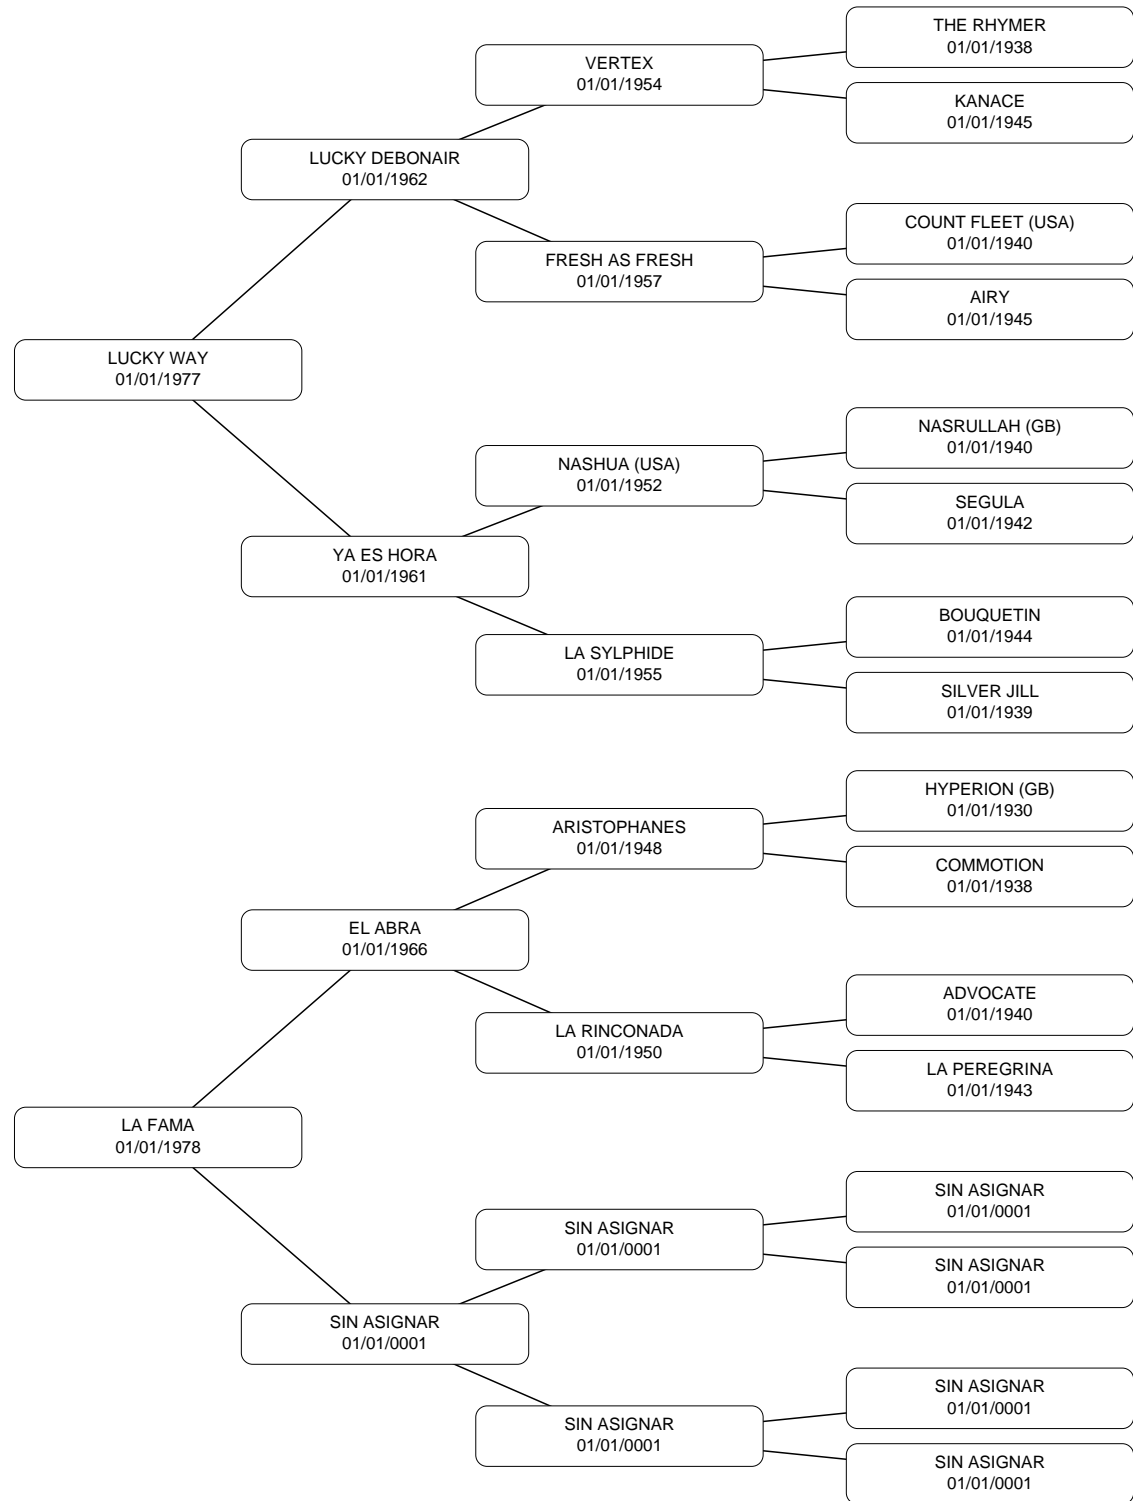 THE RHYMER
01/01/1938
VERTEX
01/01/1954
KANACE
01/01/1945
LUCKY DEBONAIR
01/01/1962
COUNT FLEET (USA)
01/01/1940
FRESH AS FRESH
01/01/1957
AIRY
01/01/1945
LUCKY WAY
01/01/1977
NASRULLAH (GB)
01/01/1940
NASHUA (USA)
01/01/1952
SEGULA
01/01/1942
YA ES HORA
01/01/1961
BOUQUETIN
01/01/1944
LA SYLPHIDE
01/01/1955
SILVER JILL
01/01/1939
HYPERION (GB)
01/01/1930
ARISTOPHANES
01/01/1948
COMMOTION
01/01/1938
EL ABRA
01/01/1966
ADVOCATE
01/01/1940
LA RINCONADA
01/01/1950
LA PEREGRINA
01/01/1943
LA FAMA
01/01/1978
SIN ASIGNAR
01/01/0001
SIN ASIGNAR
01/01/0001
SIN ASIGNAR
01/01/0001
SIN ASIGNAR
01/01/0001
SIN ASIGNAR
01/01/0001
SIN ASIGNAR
01/01/0001
SIN ASIGNAR
01/01/0001